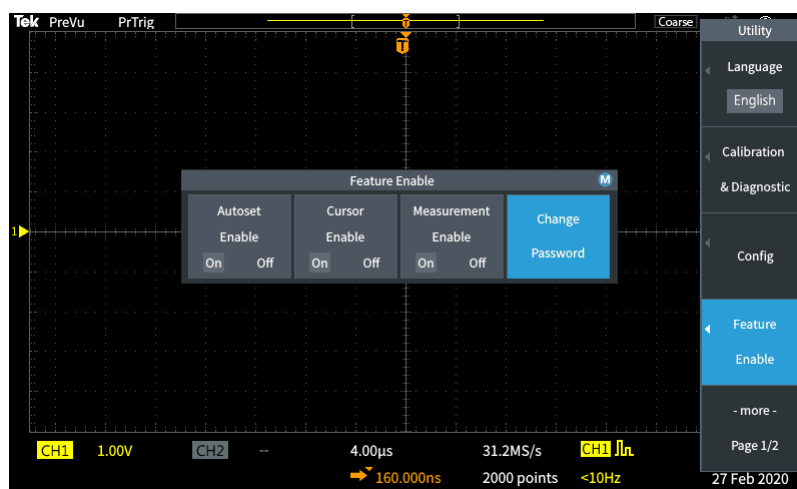 Tek PreVu PrTrig [ ] Coarse
T
Utility
Language
English
Calibration
& Diagnostic
Config
Feature
Enable
- more -
Page 1/2
Feature Enable M
Autoset
Enable
On Off
Cursor
Enable
On Off
Measurement
Enable
On Off
Change
Password
1
CH1 1.00V CH2 -- 4.00µs 31.2MS/s CH1
160.000ns 2000 points <10Hz 27 Feb 2020